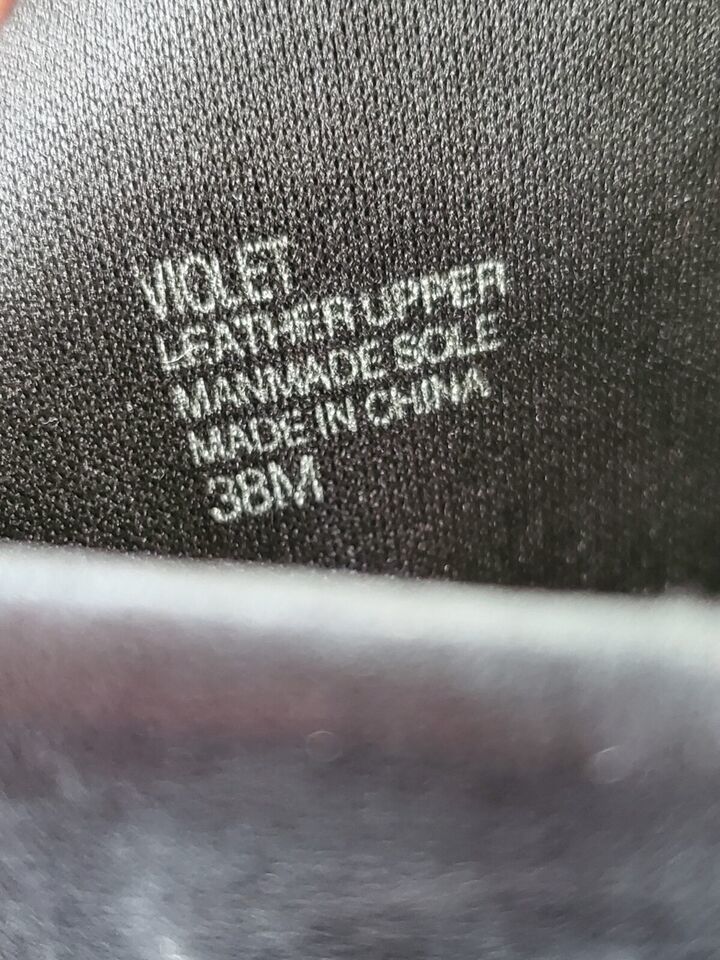 VIOLET
LEATHER UPPER
MANMADE SOLE
MADE IN CHINA
38M